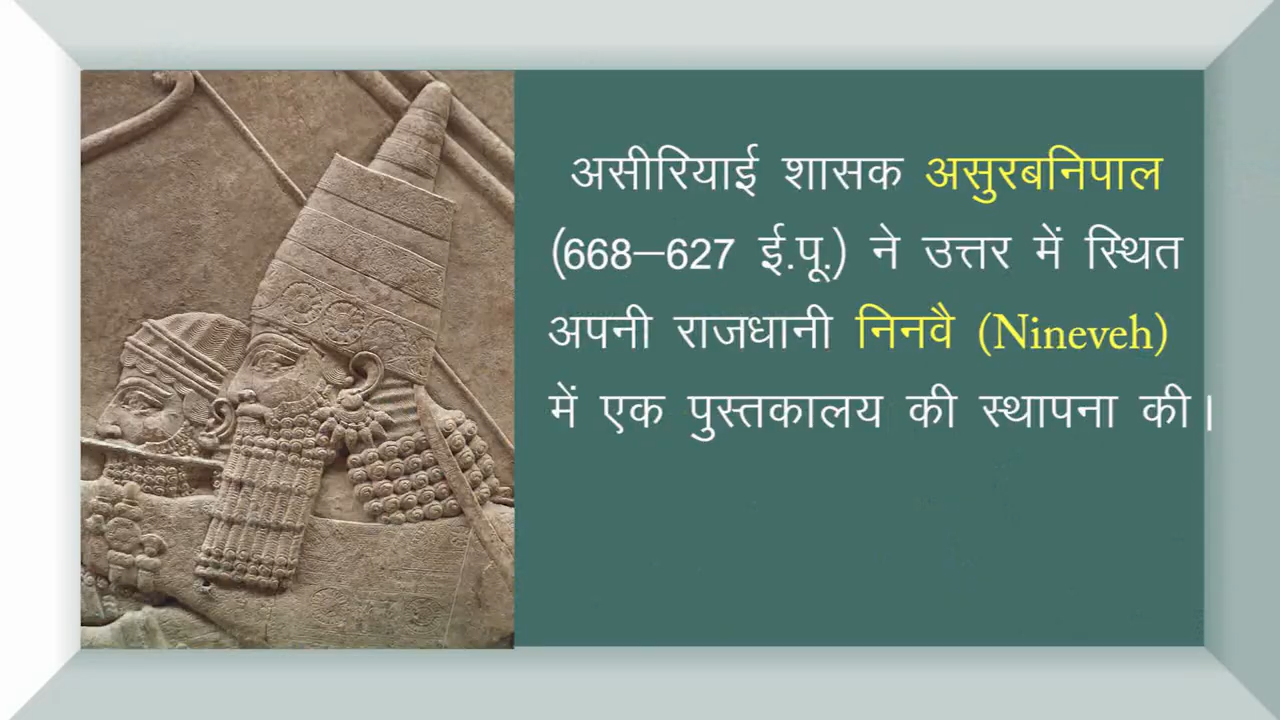 असीरियाई शासक असुरबनिपाल
(668–627 ई.पू.) ने उत्तर में स्थित
अपनी राजधानी निनवै (Nineveh)
में एक पुस्तकालय की स्थापना की।